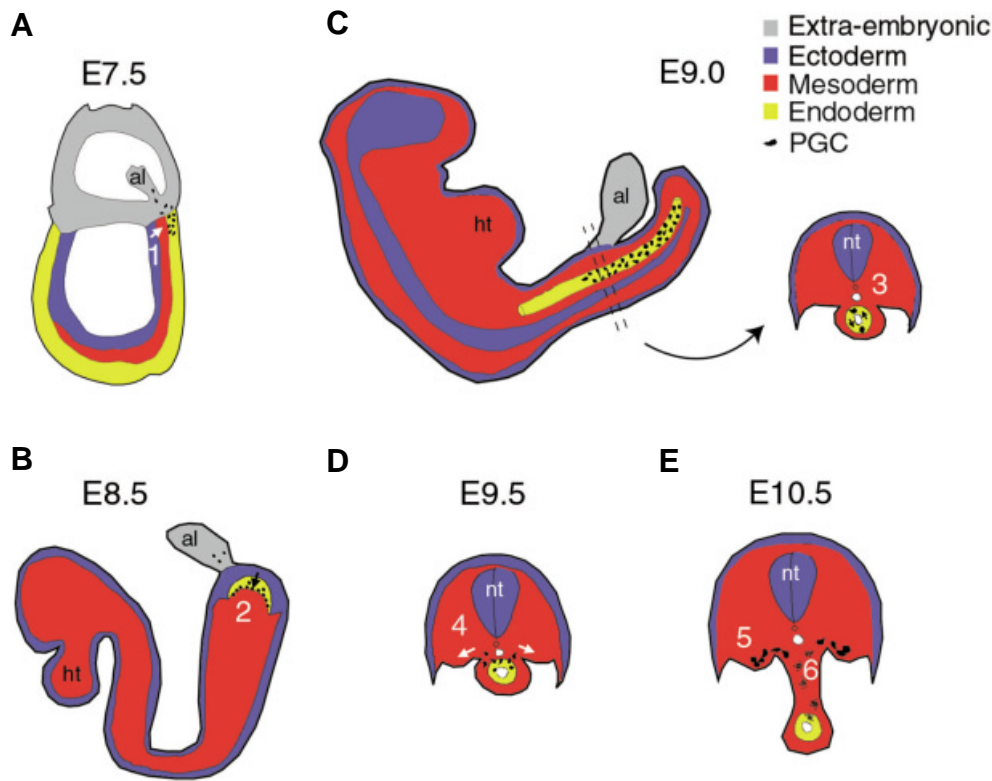 A
E7.5
al
1
C
E9.0
al
ht
nt
3
Extra-embryonic
Ectoderm
Mesoderm
Endoderm
PGC
B
E8.5
al
2
ht
D
E9.5
nt
4
E
E10.5
nt
5
6